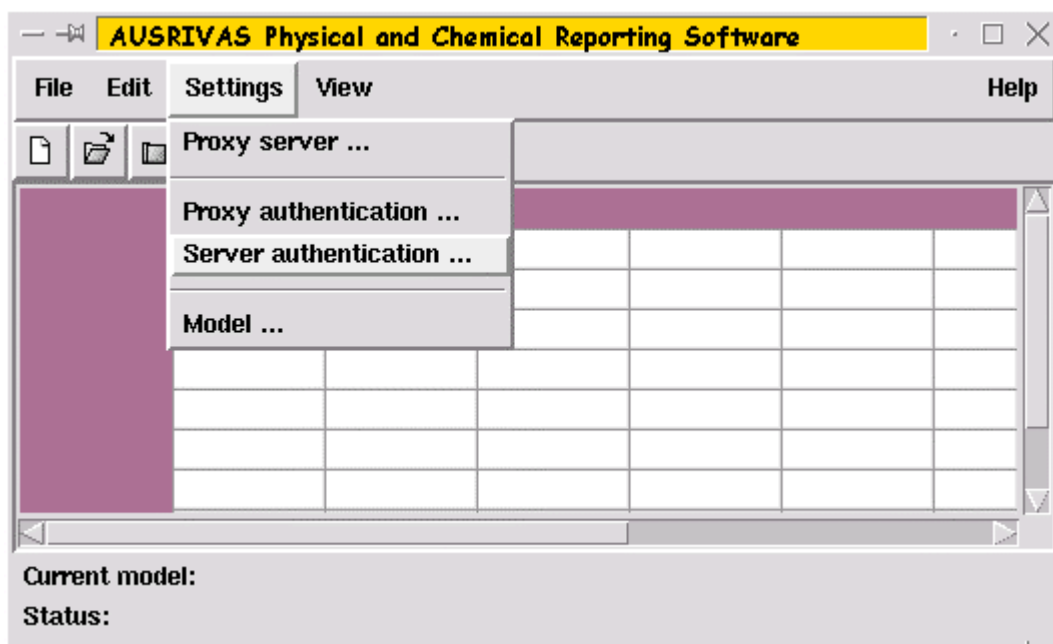 AUSRIVAS Physical and Chemical Reporting Software
File Edit Settings View Help
Proxy server ...
Proxy authentication ...
Server authentication ...
Model ...
Current model:
Status: